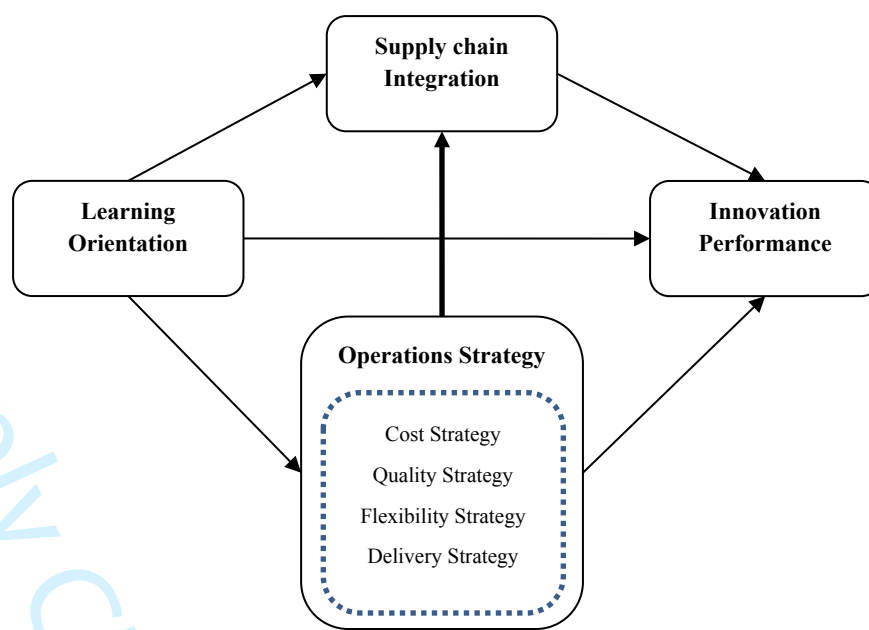 Supply chain
Integration
Learning
Orientation
Innovation
Performance
Operations Strategy
Cost Strategy
Quality Strategy
Flexibility Strategy
Delivery Strategy